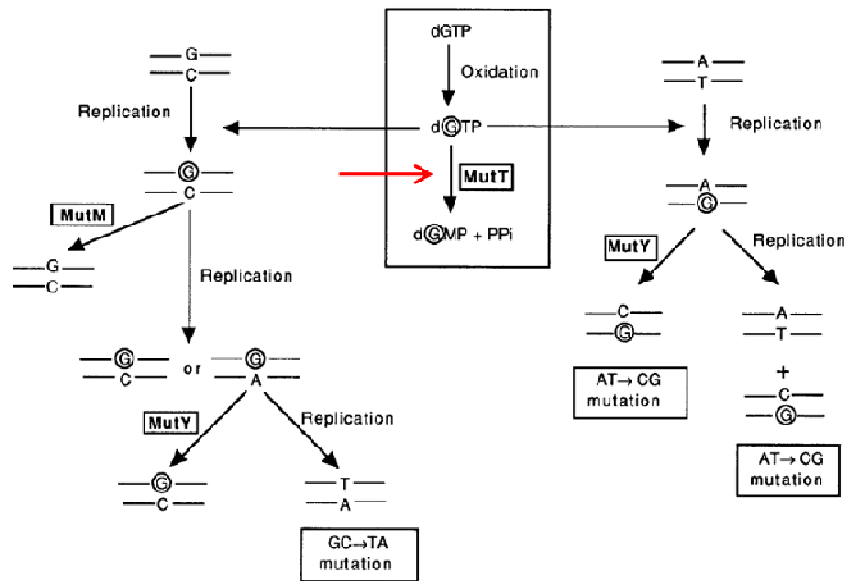 dGTP
Oxidation
dGTP
MutT
dGMP + PPi
G
C
Replication
G
C
MutM
G
C
Replication
G
C
or
G
A
MutY
Replication
G
C
T
A
GC→TA
mutation
A
T
Replication
A
G
MutY
Replication
C
G
AT→CG
mutation
A
T
+
C
G
AT→CG
mutation